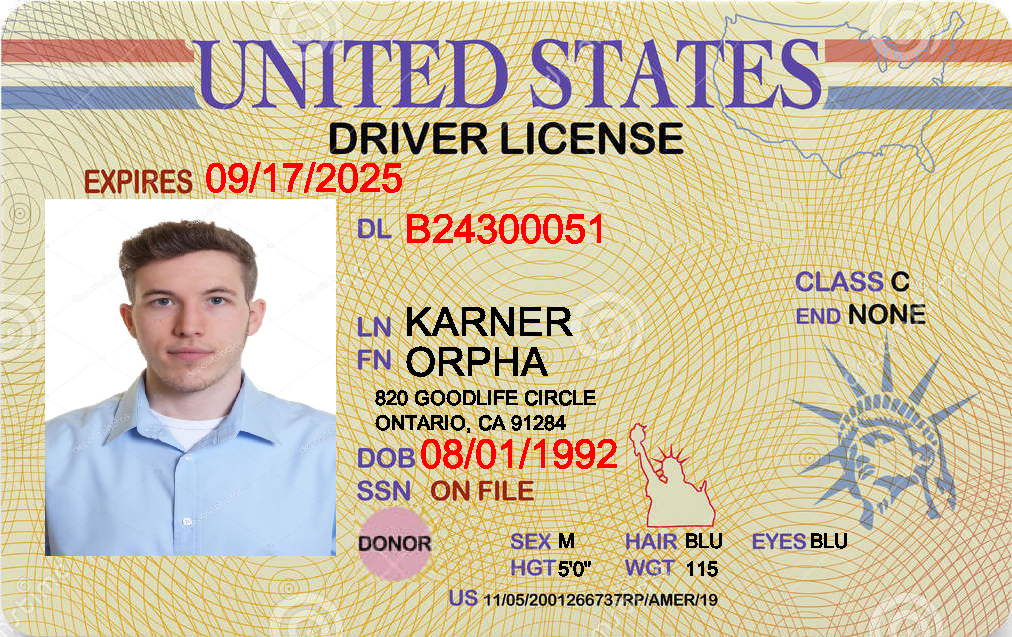 UNITED STATES
DRIVER LICENSE
EXPIRES 09/17/2025
DL B24300051
CLASS C
END NONE
LN KARNER
FN ORPHA
820 GOODLIFE CIRCLE
ONTARIO, CA 91284
DOB 08/01/1992
SSN ON FILE
DONOR
SEX M HAIR BLU EYES BLU
HGT 5'0" WGT 115
US 11/05/2001266737RP/AMER/19